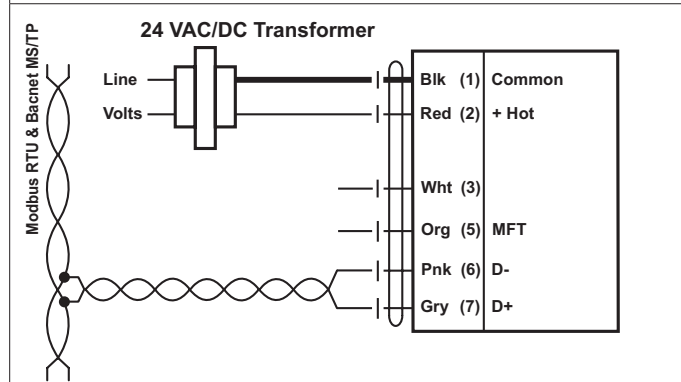 24 VAC/DC Transformer
Modbus RTU & Bacnet MS/TP
Line
Volts
Blk (1) Common
Red (2) + Hot
Wht (3)
Org (5) MFT
Pnk (6) D-
Gry (7) D+